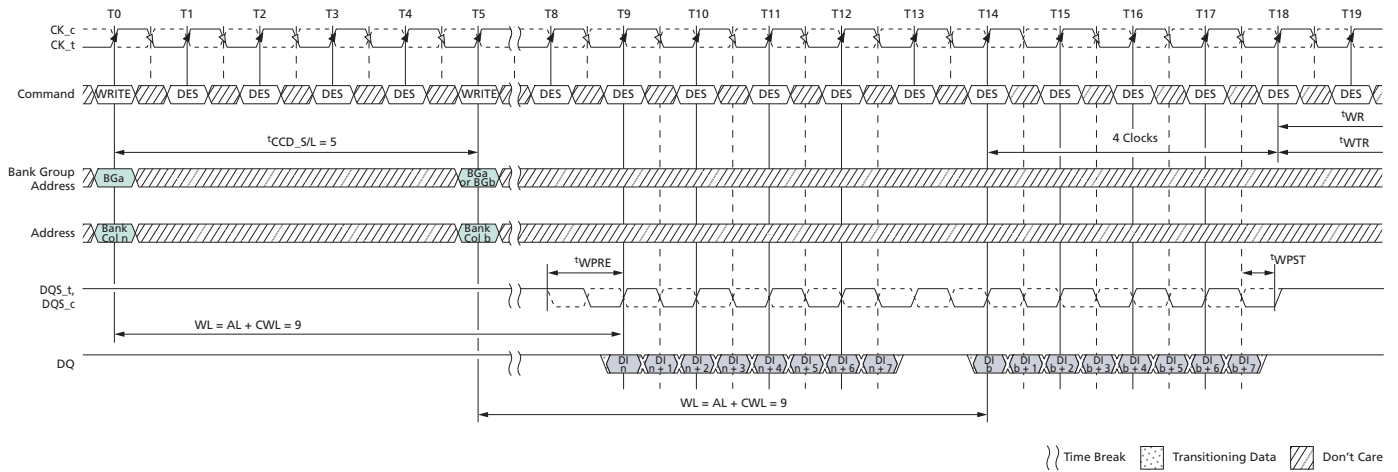 T0 T1 T2 T3 T4 T5 T8 T9 T10 T11 T12 T13 T14 T15 T16 T17 T18 T19
CK_c
CK_t
Command WRITE DES DES DES DES WRITE DES DES DES DES DES DES DES DES DES DES DES DES
tWR
tCCD_S/L = 5 4 Clocks tWTR
Bank Group
Address
BGa
BGa
or BGb
Address
Bank
Col n
Bank
Col b
tWPRE tWPST
DQS_t,
DQS_c
WL = AL + CWL = 9
DQ
DI
n
DI
n + 1
DI
n + 2
DI
n + 3
DI
n + 4
DI
n + 5
DI
n + 6
DI
n + 7
DI
b
DI
b + 1
DI
b + 2
DI
b + 3
DI
b + 4
DI
b + 5
DI
b + 6
DI
b + 7
WL = AL + CWL = 9
Time Break Transitioning Data Don't Care